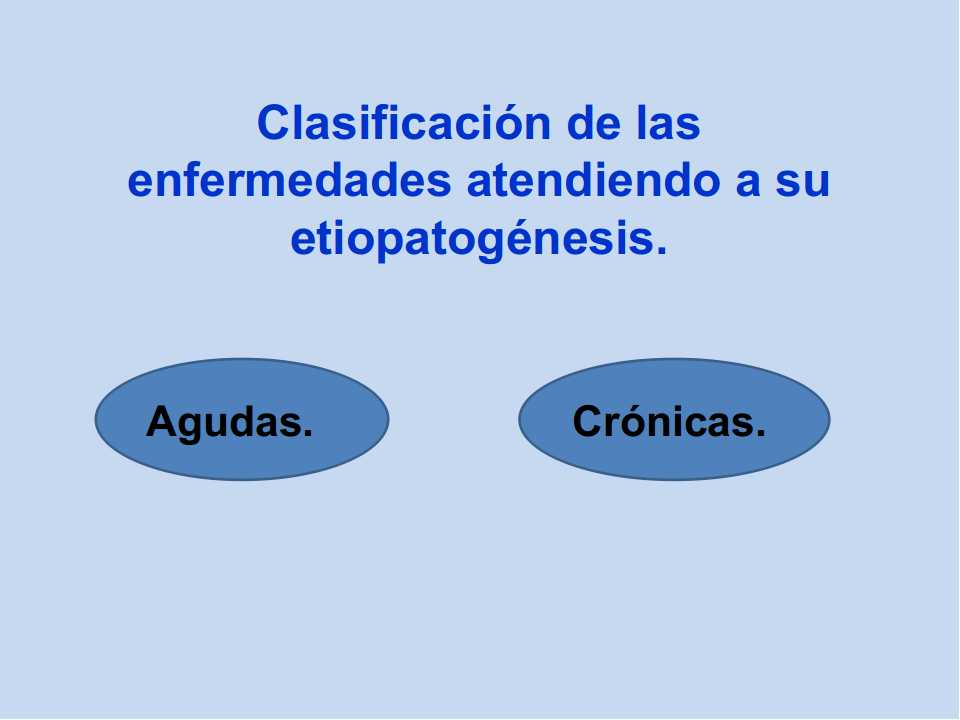 Clasificación de las
enfermedades atendiendo a su
etiopatogénesis.
Agudas.
Crónicas.